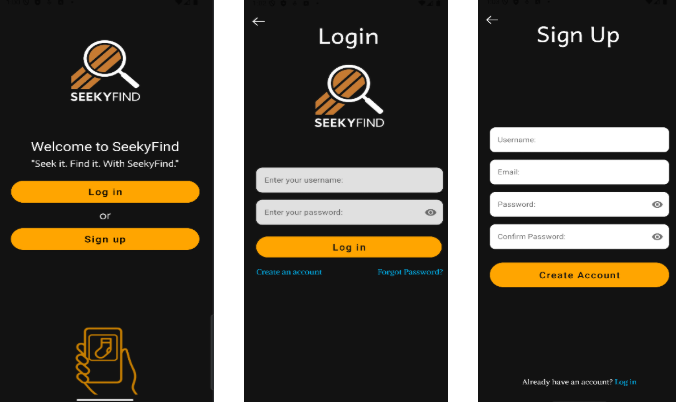 SEEKYFIND
Welcome to SeekyFind
"Seek it. Find it. With SeekyFind."
Log in
or
Sign up
Login
SEEKYFIND
Enter your username:
Enter your password:
Log in
Create an account Forgot Password?
Sign Up
Username:
Email:
Password:
Confirm Password:
Create Account
Already have an account? Log in